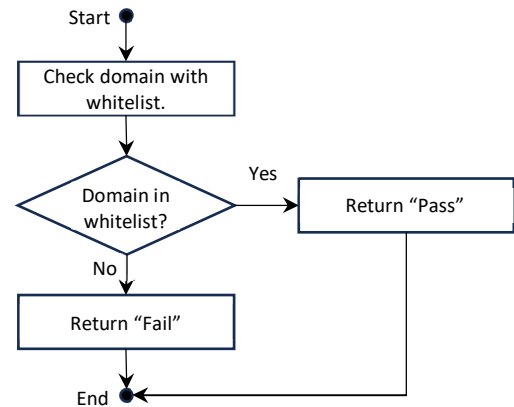 Start
Check domain with
whitelist.
Domain in
whitelist?
Yes
Return “Pass”
No
Return “Fail”
End